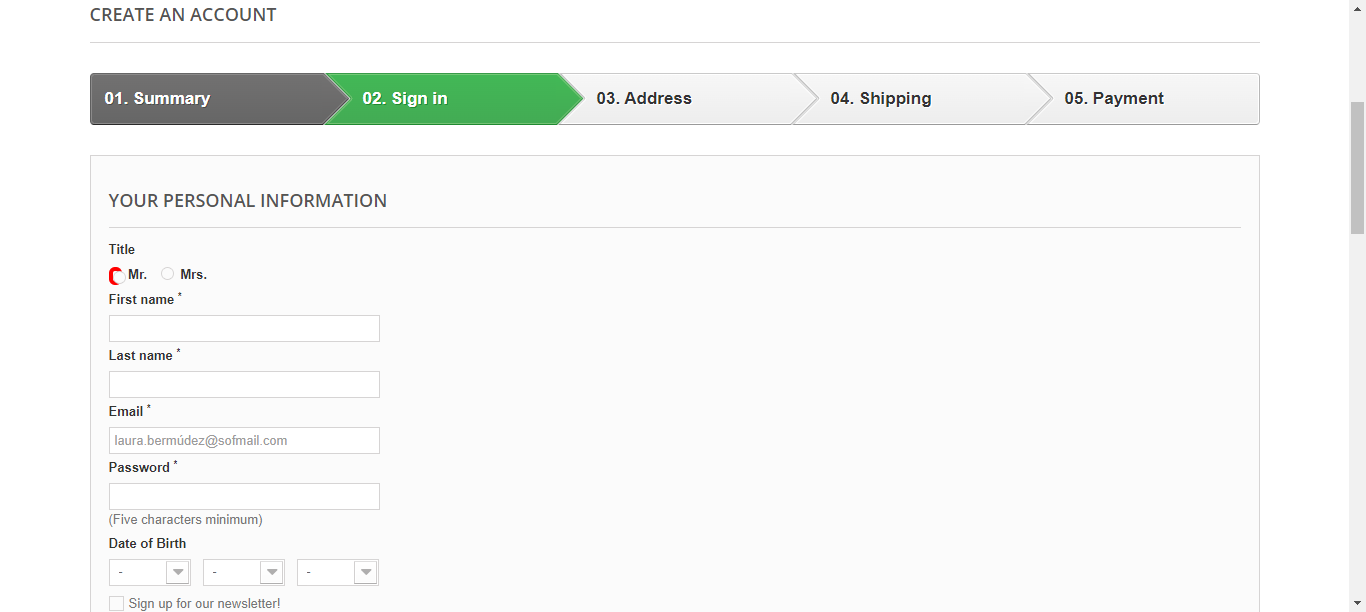 CREATE AN ACCOUNT
01. Summary 02. Sign in 03. Address 04. Shipping 05. Payment
YOUR PERSONAL INFORMATION
Title
Mr. Mrs.
First name *
Last name *
Email *
laura.bermúdez@sofmail.com
Password *
(Five characters minimum)
Date of Birth
- - -
Sign up for our newsletter!